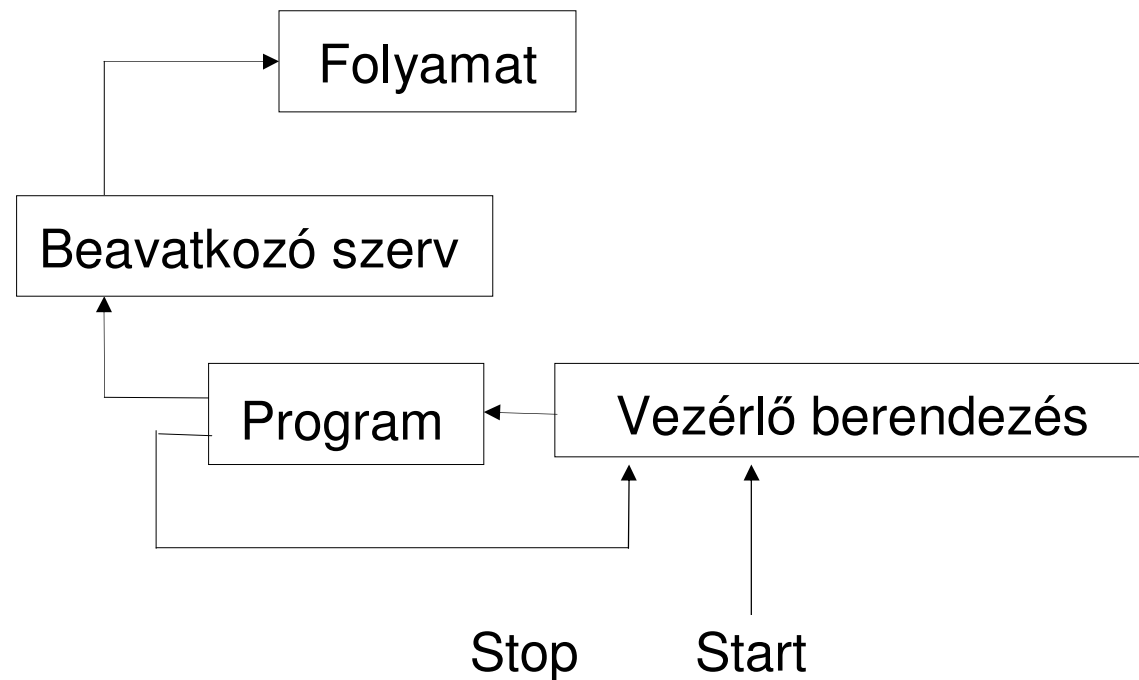 Folyamat
Beavatkozó szerv
Program
Vezérlő berendezés
Stop
Start